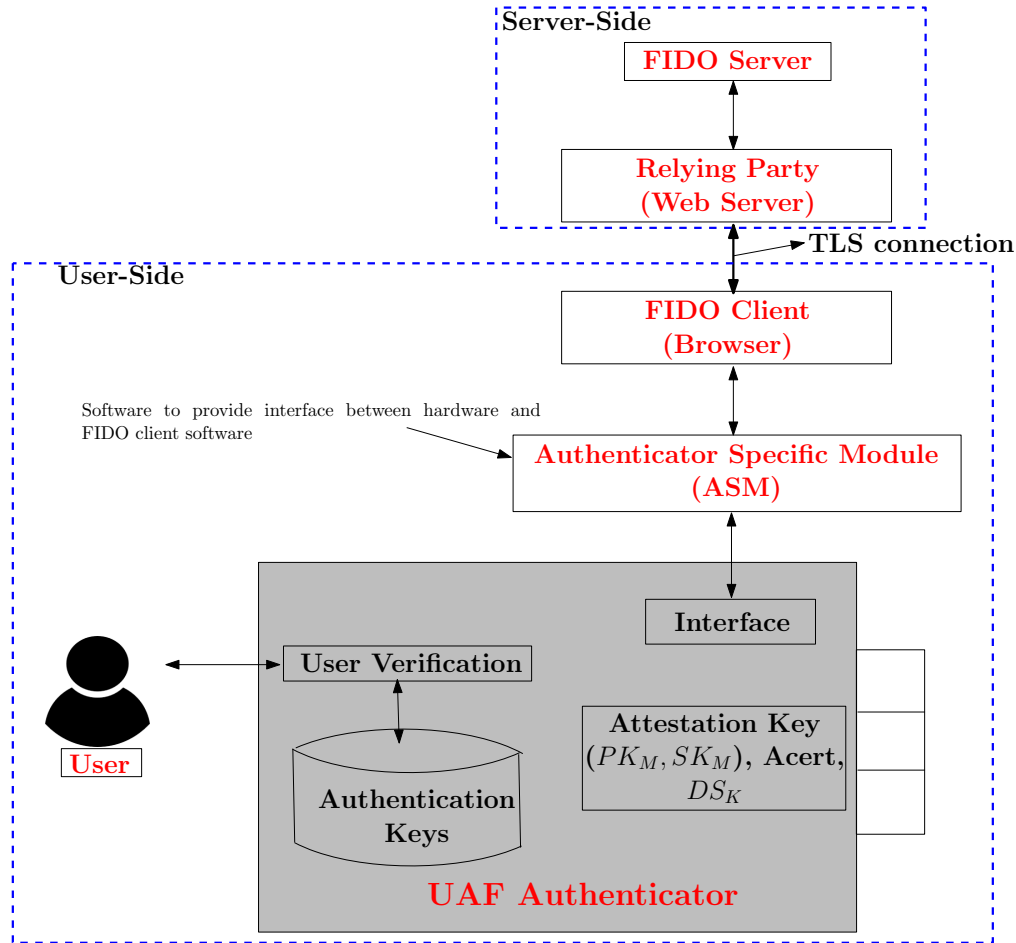 Server-Side
FIDO Server
Relying Party
(Web Server)
TLS connection
User-Side
FIDO Client
(Browser)
Software to provide interface between hardware and
FIDO client software
Authenticator Specific Module
(ASM)
Interface
User Verification
User
Attestation Key
(PK_M, SK_M), Acert,
DS_K
Authentication
Keys
UAF Authenticator